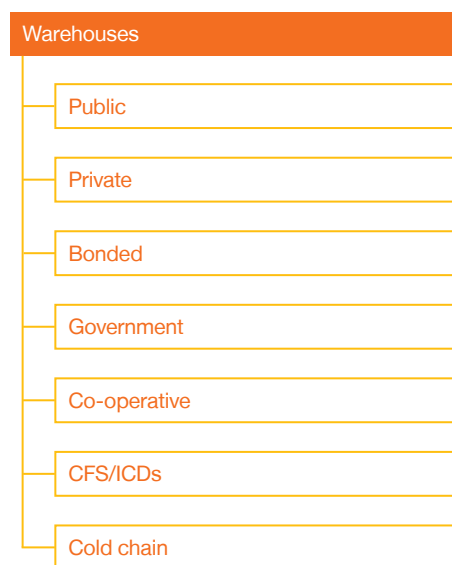 Warehouses
Public
Private
Bonded
Government
Co-operative
CFS/ICDs
Cold chain